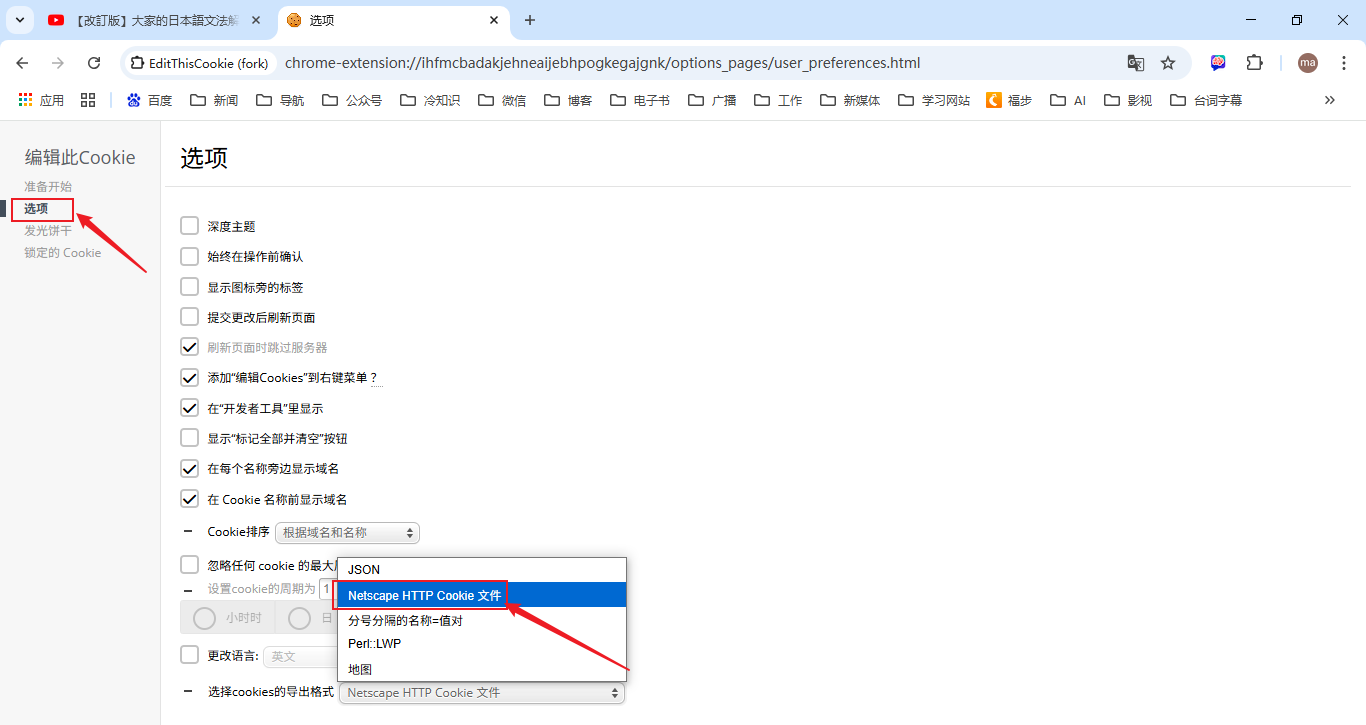 【改訂版】大家的日本語文法解
选项
EditThisCookie (fork)
chrome-extension://ihfmcbadakjehneaijebhpogkegajgnk/options_pages/user_preferences.html
ma
应用
百度
新闻
导航
公众号
冷知识
微信
博客
电子书
广播
工作
新媒体
学习网站
福步
AI
影视
台词字幕
编辑此Cookie
准备开始
选项
发光饼干
锁定的 Cookie
选项
深度主题
始终在操作前确认
显示图标旁的标签
提交更改后刷新页面
刷新页面时跳过服务器
添加“编辑Cookies”到右键菜单 ?
在“开发者工具”里显示
显示“标记全部并清空”按钮
在每个名称旁边显示域名
在 Cookie 名称前显示域名
Cookie排序 根据域名和名称
忽略任何 cookie 的最大
设置cookie的周期为 1
小时时
日
更改语言: 英文
JSON
Netscape HTTP Cookie 文件
分号分隔的名称=值对
Perl::LWP
地图
选择cookies的导出格式 Netscape HTTP Cookie 文件